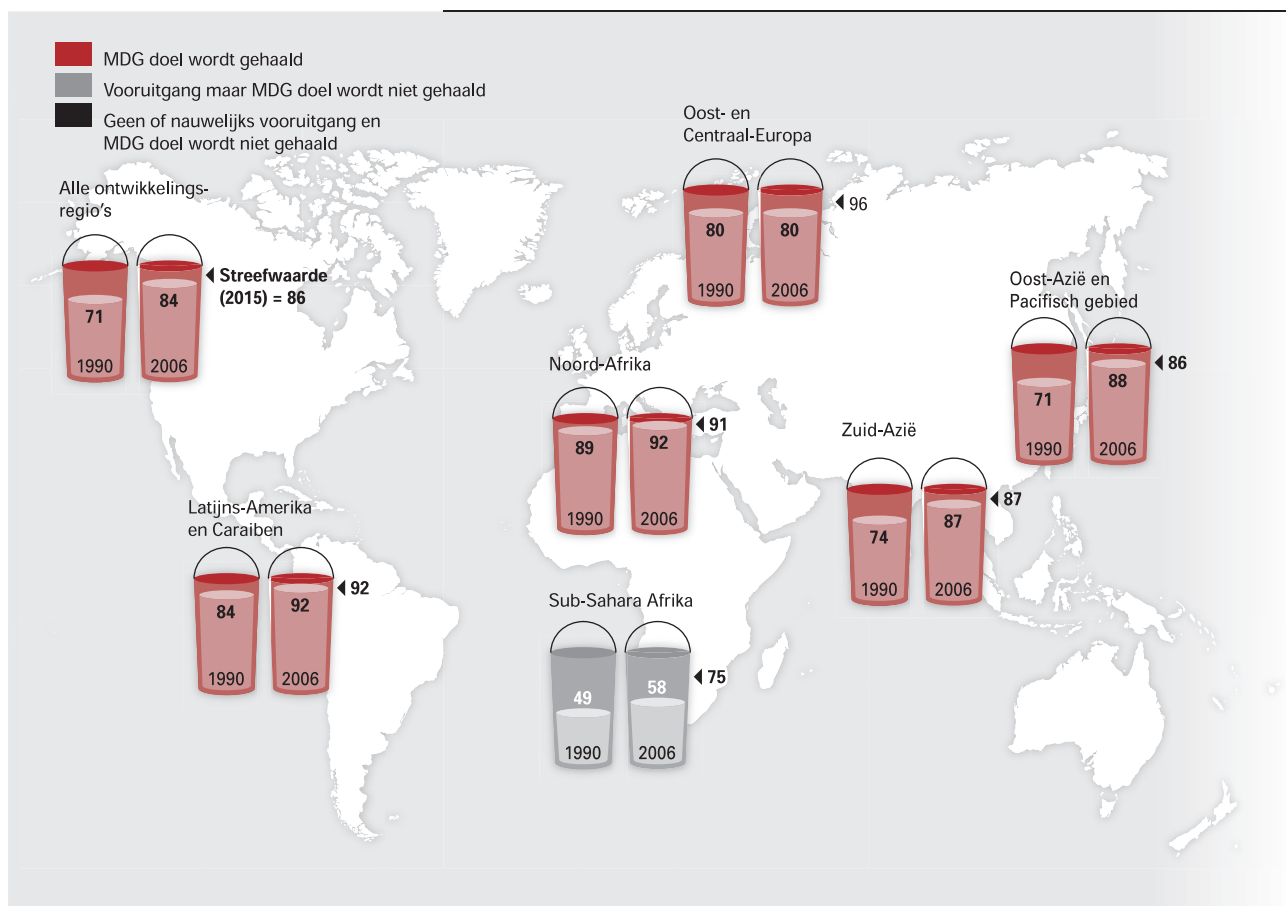 MDG doel wordt gehaald
Vooruitgang maar MDG doel wordt niet gehaald
Geen of nauwelijks vooruitgang en
MDG doel wordt niet gehaald
Alle ontwikkelings-
regio's
71
1990
84
2006
Streefwaarde
(2015) = 86
Oost- en
Centraal-Europa
80
1990
80
2006
96
Oost-Azië en
Pacifisch gebied
71
1990
88
2006
86
Noord-Afrika
89
1990
92
2006
91
Zuid-Azië
74
1990
87
2006
87
Latijns-Amerika
en Caraiben
84
1990
92
2006
92
Sub-Sahara Afrika
49
1990
58
2006
75